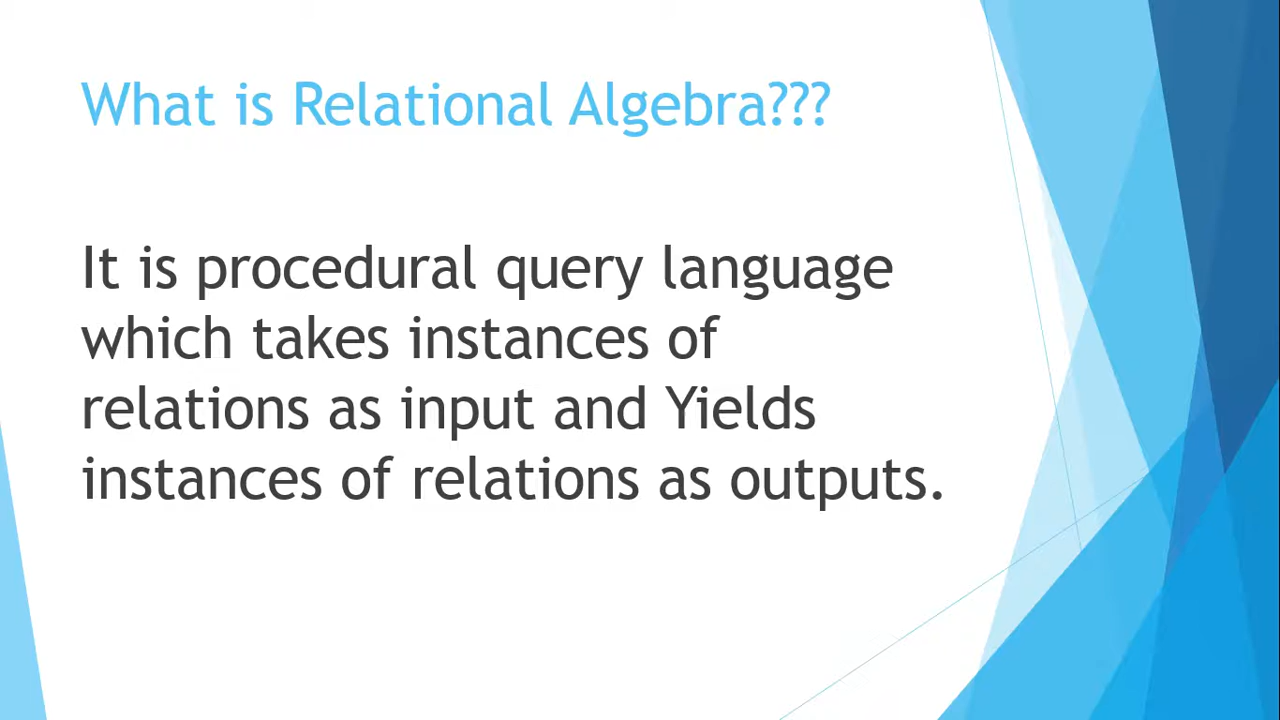 What is Relational Algebra???
It is procedural query language
which takes instances of
relations as input and Yields
instances of relations as outputs.